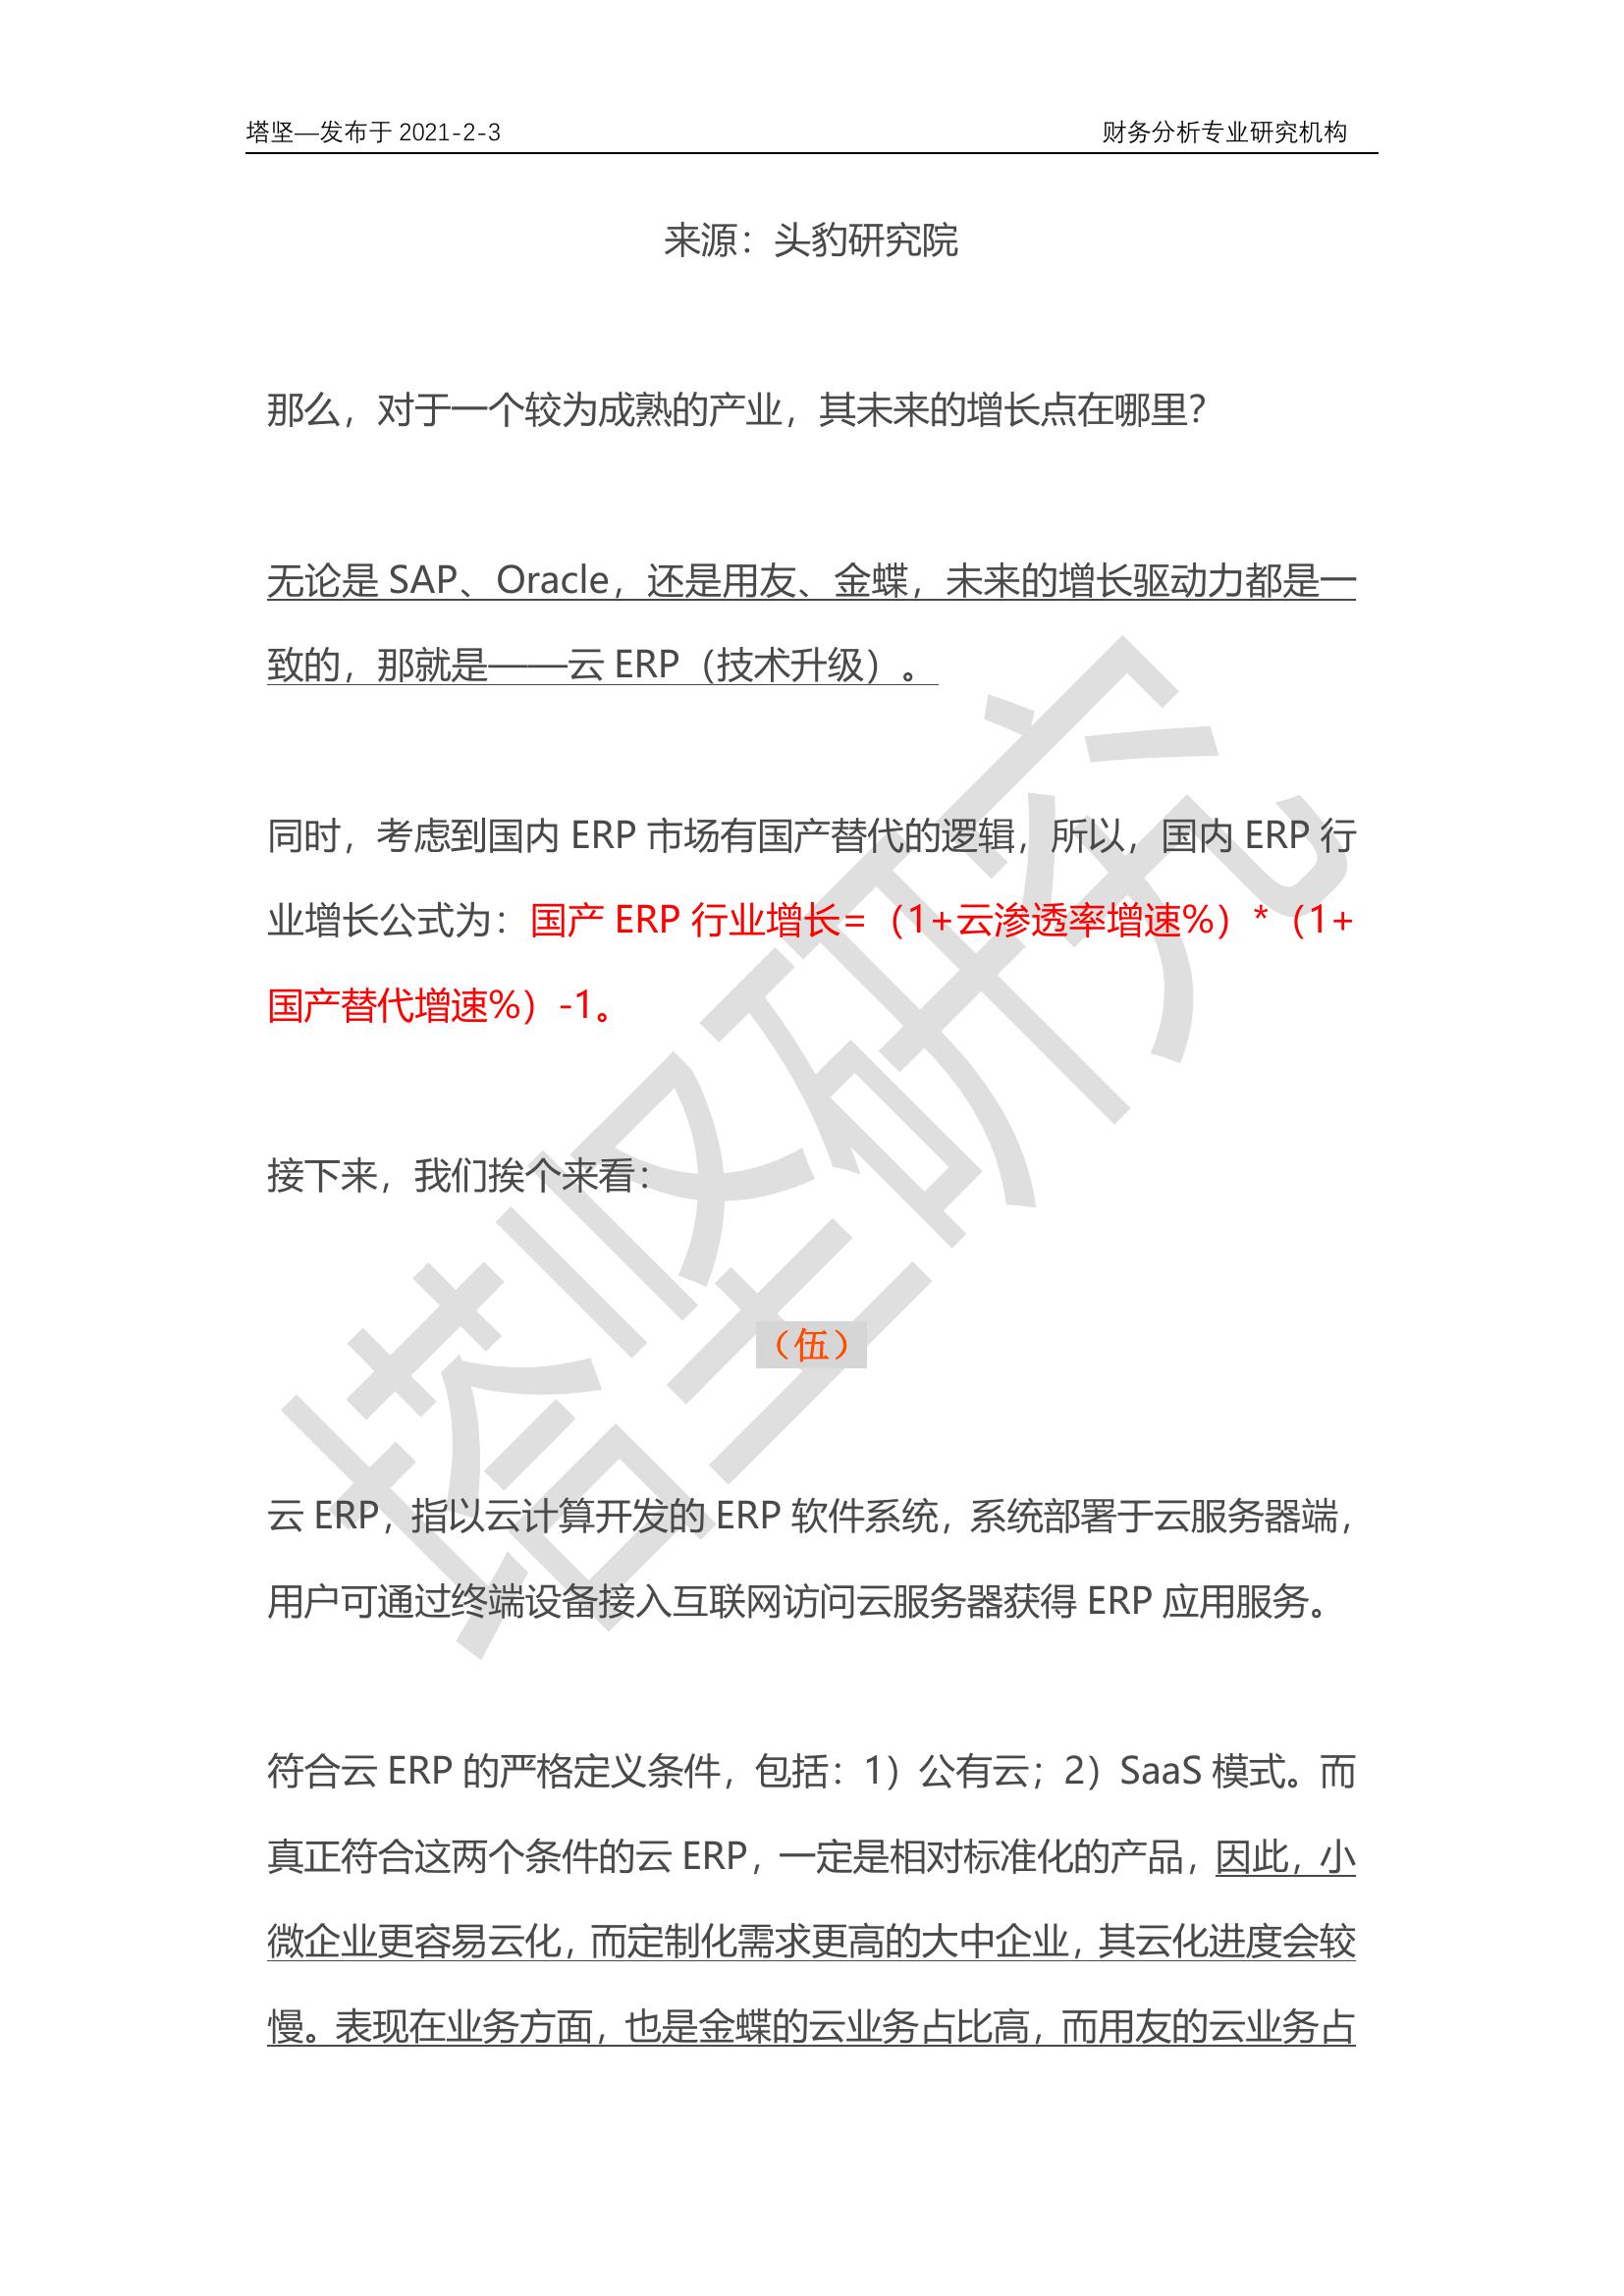 塔坚—发布于 2021-2-3 财务分析专业研究机构
来源：头豹研究院
那么，对于一个较为成熟的产业，其未来的增长点在哪里？
无论是 SAP、Oracle，还是用友、金蝶，未来的增长驱动力都是一
致的，那就是——云 ERP（技术升级）。
同时，考虑到国内 ERP 市场有国产替代的逻辑，所以，国内 ERP 行
业增长公式为：国产 ERP 行业增长=（1+云渗透率增速%）*（1+
国产替代增速%）-1。
接下来，我们挨个来看：
（伍）
云 ERP，指以云计算开发的 ERP 软件系统，系统部署于云服务器端，
用户可通过终端设备接入互联网访问云服务器获得 ERP 应用服务。
符合云 ERP 的严格定义条件，包括：1）公有云；2）SaaS 模式。而
真正符合这两个条件的云 ERP，一定是相对标准化的产品，因此，小
微企业更容易云化，而定制化需求更高的大中企业，其云化进度会较
慢。表现在业务方面，也是金蝶的云业务占比高，而用友的云业务占
塔坚研究